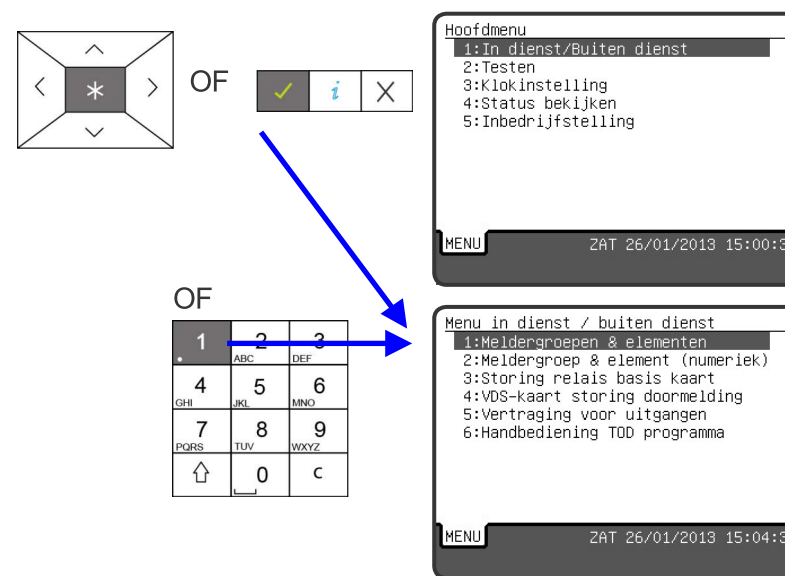 OF
i
Hoofdmenu
1:In dienst/Buiten dienst
2:Testen
3:Klokinstelling
4:Status bekijken
5:Inbedrijfstelling
MENU ZAT 26/01/2013 15:00:3
OF
1 2 3
ABC DEF
4 5 6
GHI JKL MNO
7 8 9
PQRS TUV WXYZ
0 C
Menu in dienst / buiten dienst
1:Meldergroepen & elementen
2:Meldergroep & element (numeriek)
3:Storing relais basis kaart
4:VDS-kaart storing doormelding
5:Vertraging voor uitgangen
6:Handbediening TOD programma
MENU ZAT 26/01/2013 15:04:3